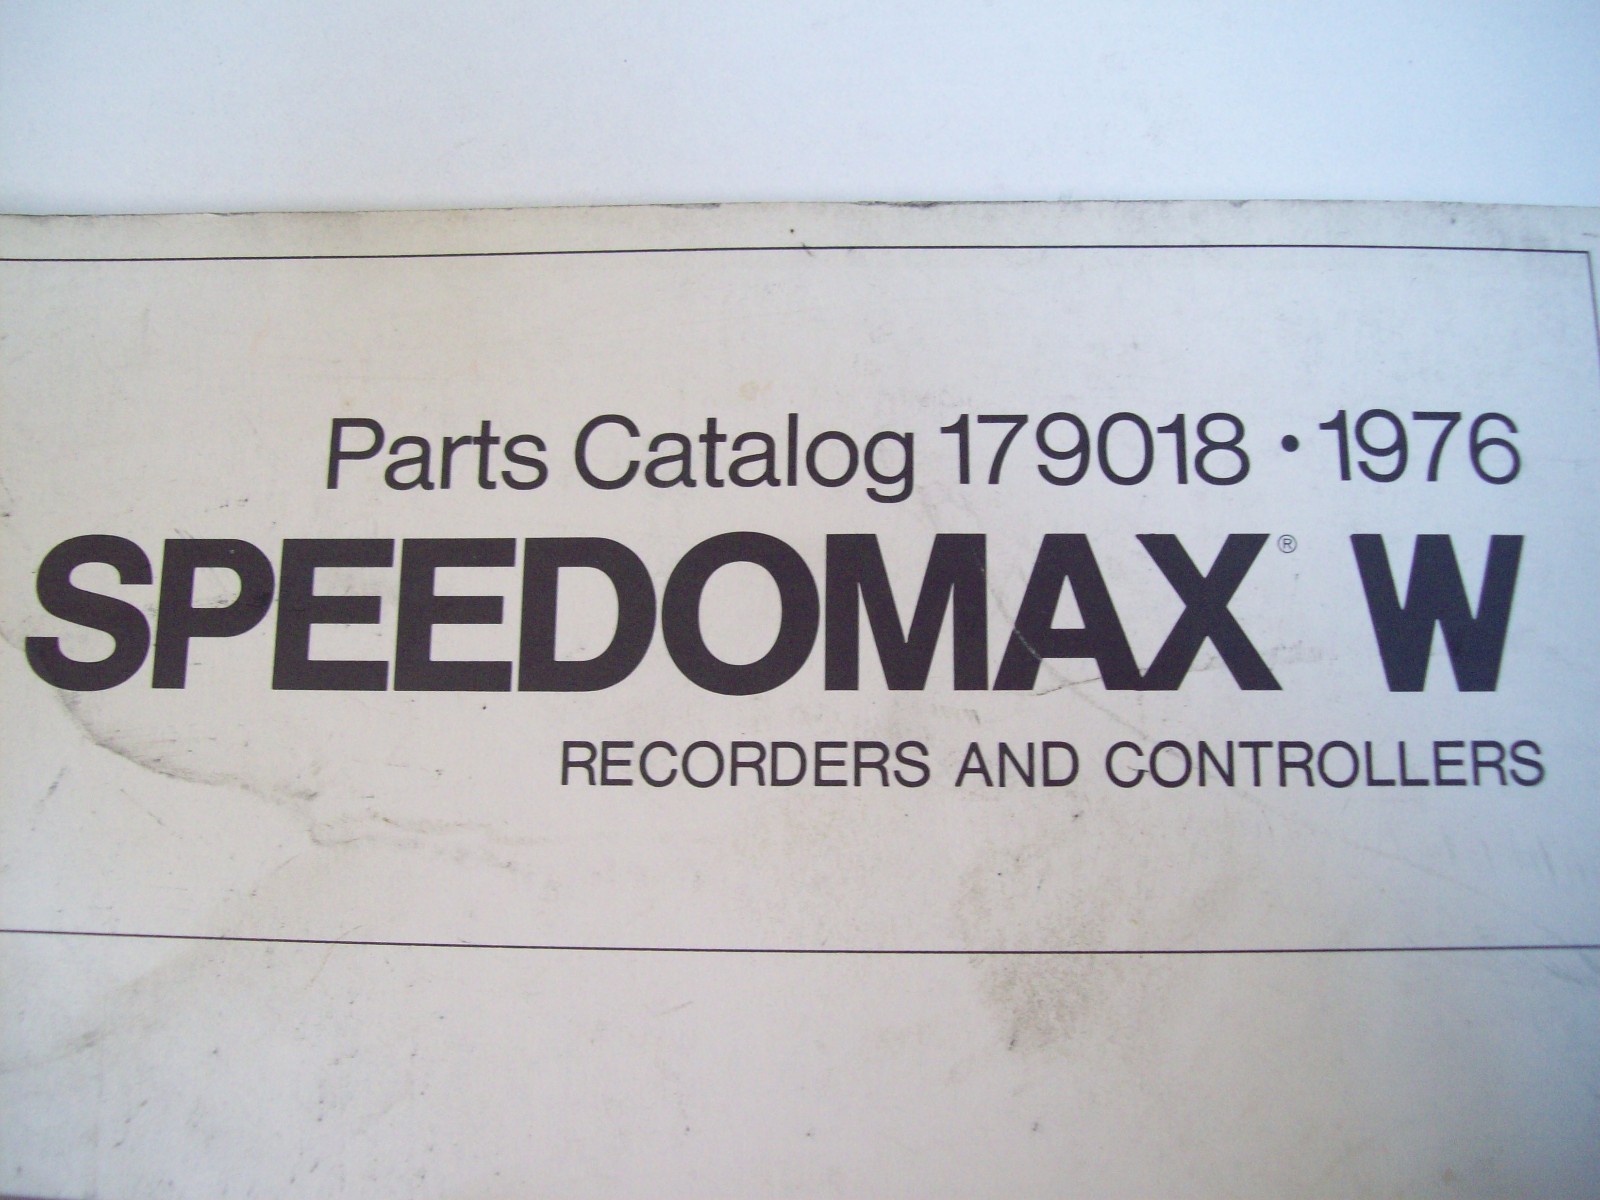 Parts Catalog 179018 · 1976
SPEEDOMAX® W
RECORDERS AND CONTROLLERS